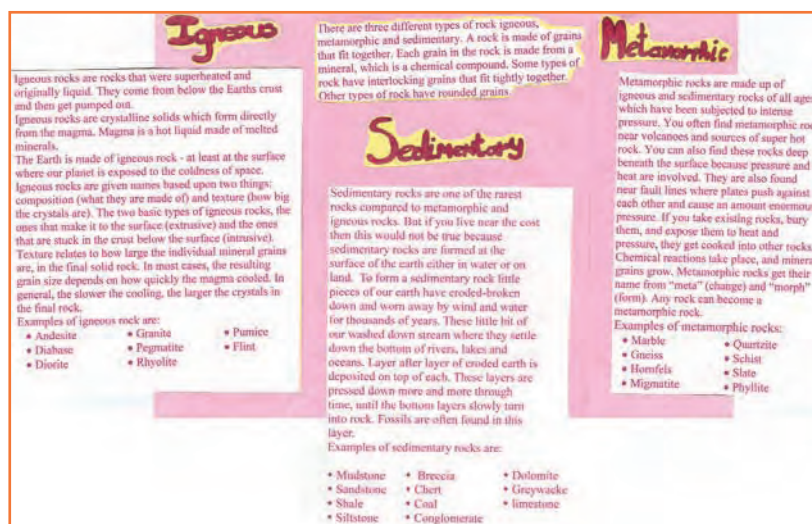 Igneous
Igneous rocks are rocks that were superheated and
originally liquid. They come from below the Earths crust
and then get pumped out.
Igneous rocks are crystalline solids which form directly
from the magma. Magma is a hot liquid made of melted
minerals.
The Earth is made of igneous rock - at least at the surface
where our planet is exposed to the coldness of space.
Igneous rocks are given names based upon two things:
composition (what they are made of) and texture (how big
the crystals are). The two basic types of igneous rocks, the
ones that make it to the surface (extrusive) and the ones
that are stuck in the crust below the surface (intrusive).
Texture relates to how large the individual mineral grains
are, in the final solid rock. In most cases, the resulting
grain size depends on how quickly the magma cooled. In
general, the slower the cooling, the larger the crystals in
the final rock.
Examples of igneous rock are:
• Andesite • Granite • Pumice
• Diabase • Pegmatite • Flint
• Diorite • Rhyolite
There are three different types of rock igneous,
metamorphic and sedimentary. A rock is made of grains
that fit together. Each grain in the rock is made from a
mineral, which is a chemical compound. Some types of
rock have interlocking grains that fit tightly together.
Other types of rock have rounded grains.
Sedimentary
Sedimentary rocks are one of the rarest
rocks compared to metamorphic and
igneous rocks. But if you live near the cost
then this would not be true because
sedimentary rocks are formed at the
surface of the earth either in water or on
land. To form a sedimentary rock little
pieces of our earth have eroded-broken
down and worn away by wind and water
for thousands of years. These little bit of
our washed down stream where they settle
down the bottom of rivers, lakes and
oceans. Layer after layer of eroded earth is
deposited on top of each. These layers are
pressed down more and more through
time, until the bottom layers slowly turn
into rock. Fossils are often found in this
layer.
Examples of sedimentary rocks are:
• Mudstone • Breccia • Dolomite
• Sandstone • Chert • Greywacke
• Shale • Coal • limestone
• Siltstone • Conglomerate
Metamorphic
Metamorphic rocks are made up of
igneous and sedimentary rocks of all ages
which have been subjected to intense
pressure. You often find metamorphic roc
near volcanoes and sources of super hot
rock. You can also find these rocks deep
beneath the surface because pressure and
heat are involved. They are also found
near fault lines where plates push against
each other and cause an amount enormous
pressure. If you take existing rocks, bury
them, and expose them to heat and
pressure, they get cooked into other rocks
Chemical reactions take place, and minera
grains grow. Metamorphic rocks get their
name from "meta" (change) and "morph"
(form). Any rock can become a
metamorphic rock.
Examples of metamorphic rocks:
• Marble • Quartzite
• Gneiss • Schist
• Hornfels • Slate
• Migmatite • Phyllite